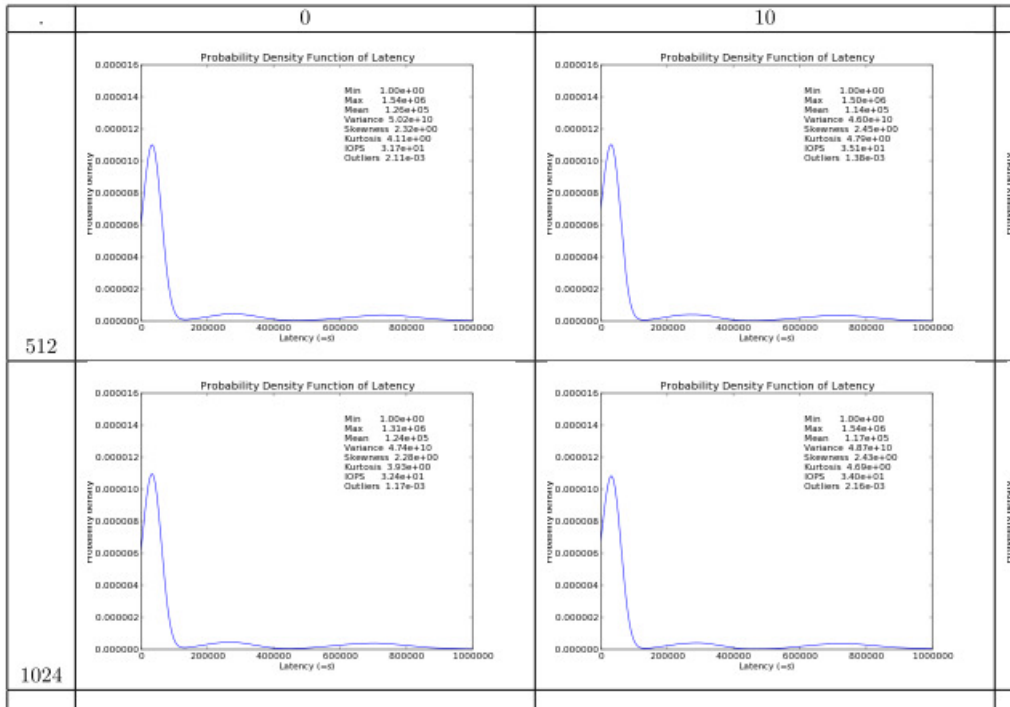 . 0 10
Probability Density Function of Latency
0.000016
0.000014
0.000012
0.000010
0.000008
0.000006
0.000004
0.000002
0.000000
Probability Density
Min 1.00e+00
Max 1.54e+06
Mean 1.26e+05
Variance 5.02e+10
Skewness 2.32e+00
Kurtosis 4.11e+00
IOPS 3.17e+01
Outliers 2.11e-03
0 200000 400000 600000 800000 1000000
Latency (=s)
Probability Density Function of Latency
0.000016
0.000014
0.000012
0.000010
0.000008
0.000006
0.000004
0.000002
0.000000
Probability Density
Min 1.00e+00
Max 1.50e+06
Mean 1.14e+05
Variance 4.60e+10
Skewness 2.45e+00
Kurtosis 4.79e+00
IOPS 3.51e+01
Outliers 1.38e-03
0 200000 400000 600000 800000 1000000
Latency (=s)
512
Probability Density Function of Latency
0.000016
0.000014
0.000012
0.000010
0.000008
0.000006
0.000004
0.000002
0.000000
Probability Density
Min 1.00e+00
Max 1.31e+06
Mean 1.24e+05
Variance 4.74e+10
Skewness 2.28e+00
Kurtosis 3.93e+00
IOPS 3.24e+01
Outliers 1.17e-03
0 200000 400000 600000 800000 1000000
Latency (=s)
Probability Density Function of Latency
0.000016
0.000014
0.000012
0.000010
0.000008
0.000006
0.000004
0.000002
0.000000
Probability Density
Min 1.00e+00
Max 1.54e+06
Mean 1.17e+05
Variance 4.87e+10
Skewness 2.43e+00
Kurtosis 4.69e+00
IOPS 3.40e+01
Outliers 2.16e-03
0 200000 400000 600000 800000 1000000
Latency (=s)
1024